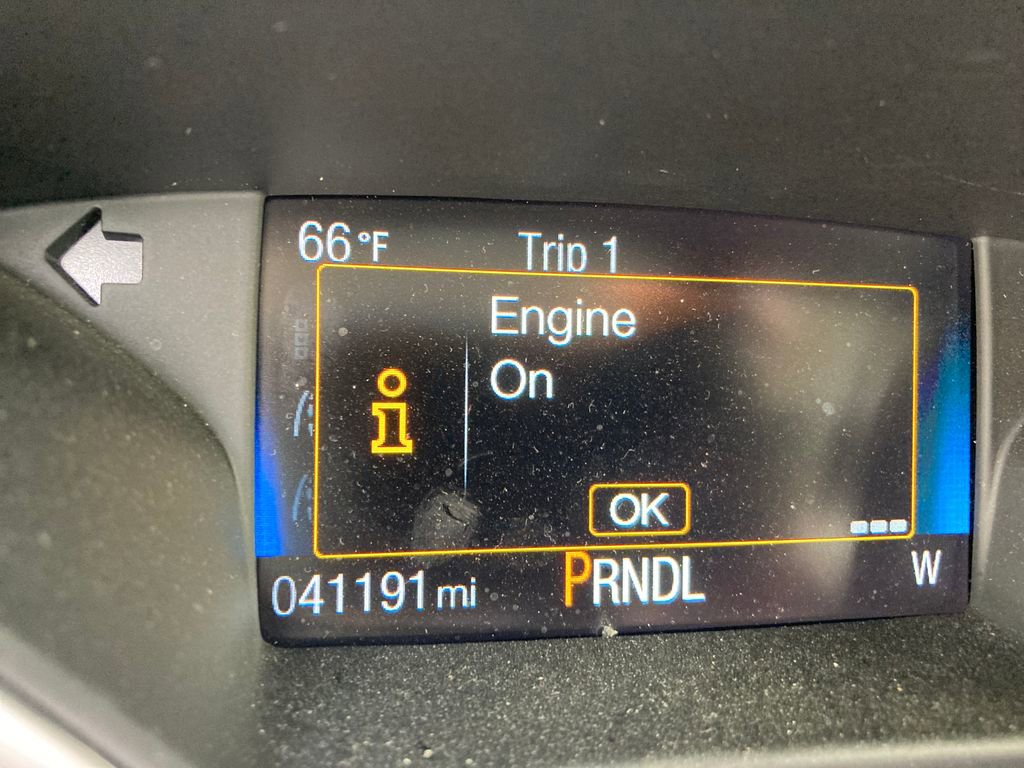 66°F Trip 1
Engine
On
OK
041191 mi PRNDL W